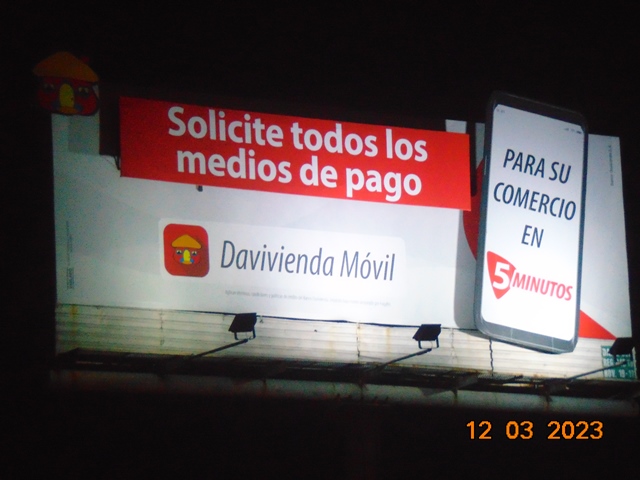 Solicite todos los
medios de pago
Davivienda Móvil
PARA SU
COMERCIO
EN
5 MINUTOS
12 03 2023